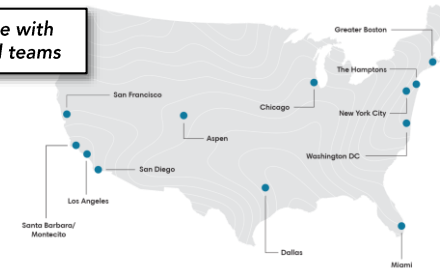 e with
l teams
Greater Boston
The Hamptons
San Francisco
Chicago
New York City
Aspen
Washington DC
San Diego
Los Angeles
Santa Barbara/
Montecito
Dallas
Miami